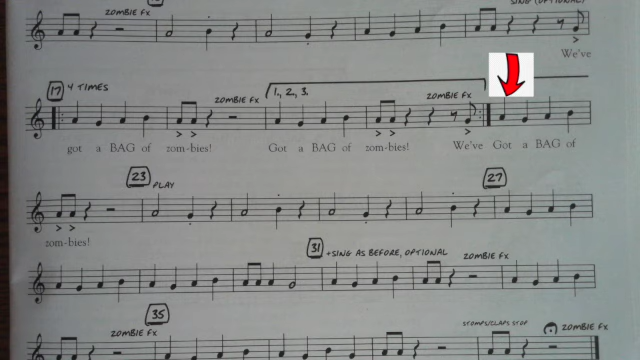 ZOMBIE FX
SING (OPTIONAL)
We've
17 4 TIMES
ZOMBIE FX
1., 2., 3.
ZOMBIE FX
got a BAG of zom-bies! Got a BAG of zom-bies! We've Got a BAG of
23 PLAY
27
zom-bies!
31 +SING AS BEFORE, OPTIONAL
ZOMBIE FX
35
ZOMBIE FX
STOMPS/CLAPS STOP
ZOMBIE FX